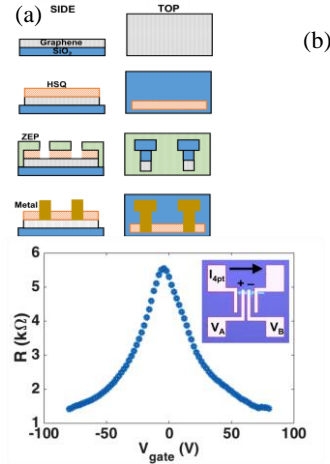 (a)
SIDE
TOP
(b)
Graphene
SiO₂
HSQ
ZEP
Metal
6
5
4
3
2
1
R (kΩ)
I4pt
+ −
VA
VB
-100
-50
0
50
100
Vgate (V)